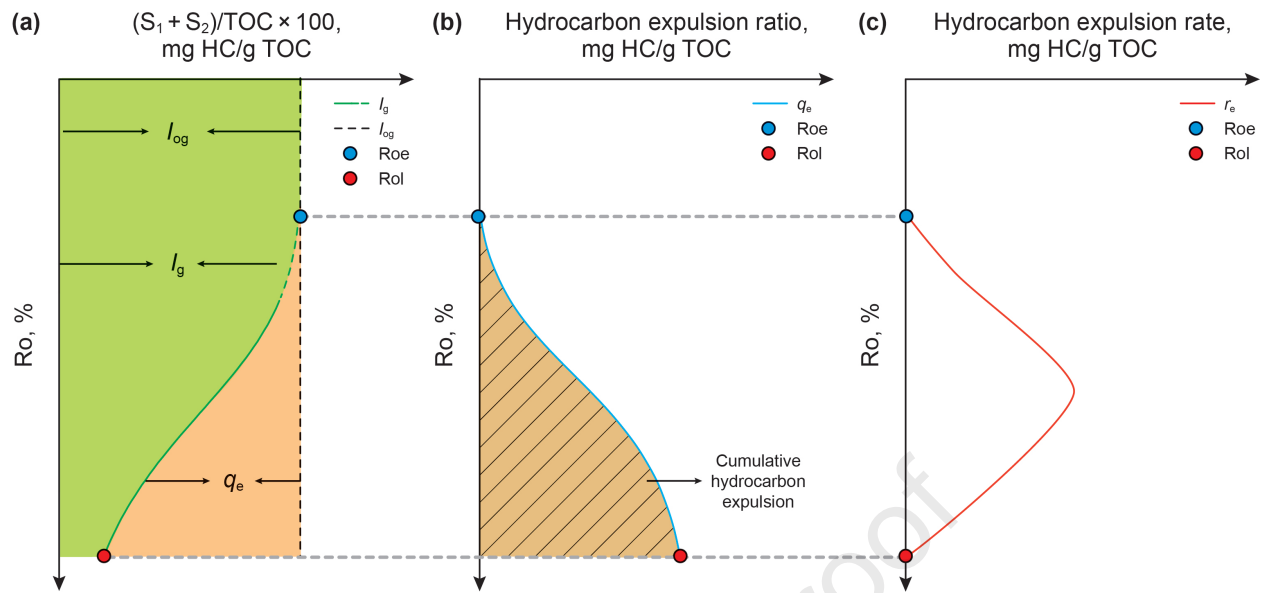 (a)
(S₁ + S₂)/TOC × 100,
mg HC/g TOC
Ro, %
Iog
Ig
qe
Ig
Iog
Roe
Rol
(b)
Hydrocarbon expulsion ratio,
mg HC/g TOC
Ro, %
qe
Roe
Rol
Cumulative
hydrocarbon
expulsion
(c)
Hydrocarbon expulsion rate,
mg HC/g TOC
Ro, %
re
Roe
Rol
roof